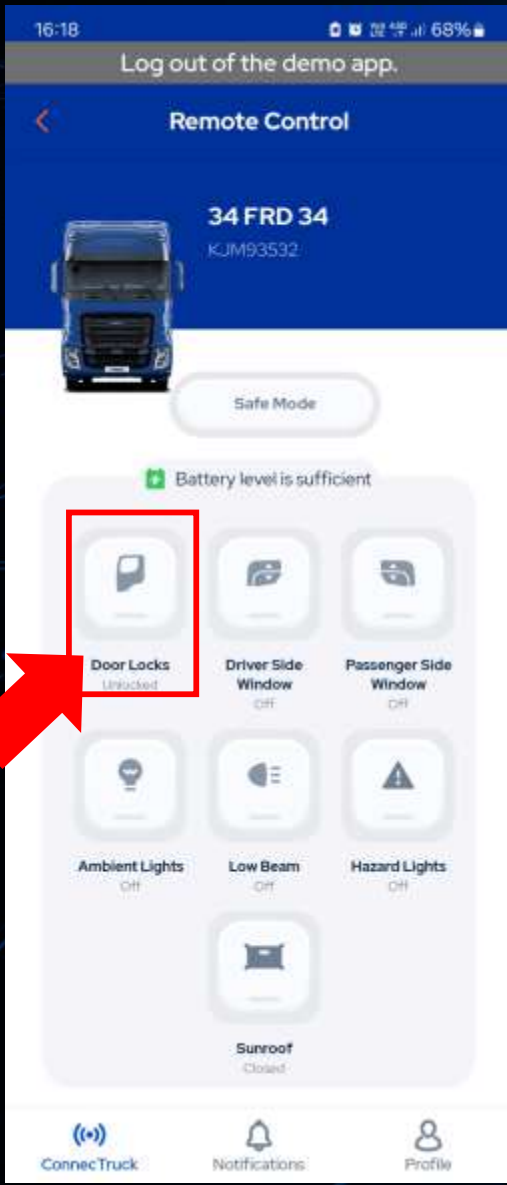 16:18
68%
Log out of the demo app.
Remote Control
34 FRD 34
KJM93532
Safe Mode
Battery level is sufficient
Door Locks
Unlocked
Driver Side
Window
Off
Passenger Side
Window
Off
Ambient Lights
Off
Low Beam
Off
Hazard Lights
Off
Sunroof
Closed
ConnecTruck
Notifications
Profile